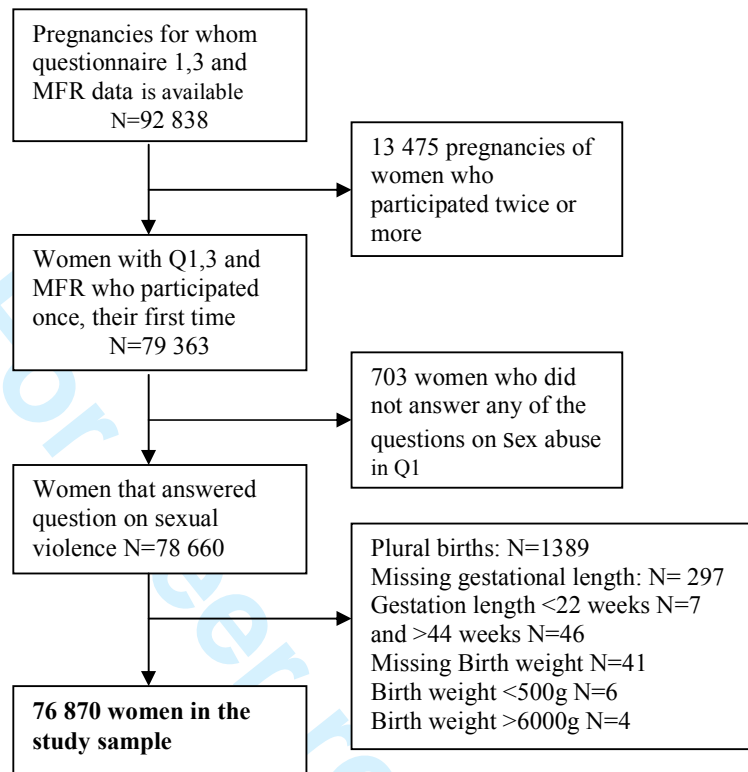 Pregnancies for whom
questionnaire 1,3 and
MFR data is available
N=92 838
13 475 pregnancies of
women who
participated twice or
more
Women with Q1,3 and
MFR who participated
once, their first time
N=79 363
703 women who did
not answer any of the
questions on sex abuse
in Q1
Women that answered
question on sexual
violence N=78 660
Plural births: N=1389
Missing gestational length: N= 297
Gestation length <22 weeks N=7
and >44 weeks N=46
Missing Birth weight N=41
Birth weight <500g N=6
Birth weight >6000g N=4
76 870 women in the
study sample
For peer re